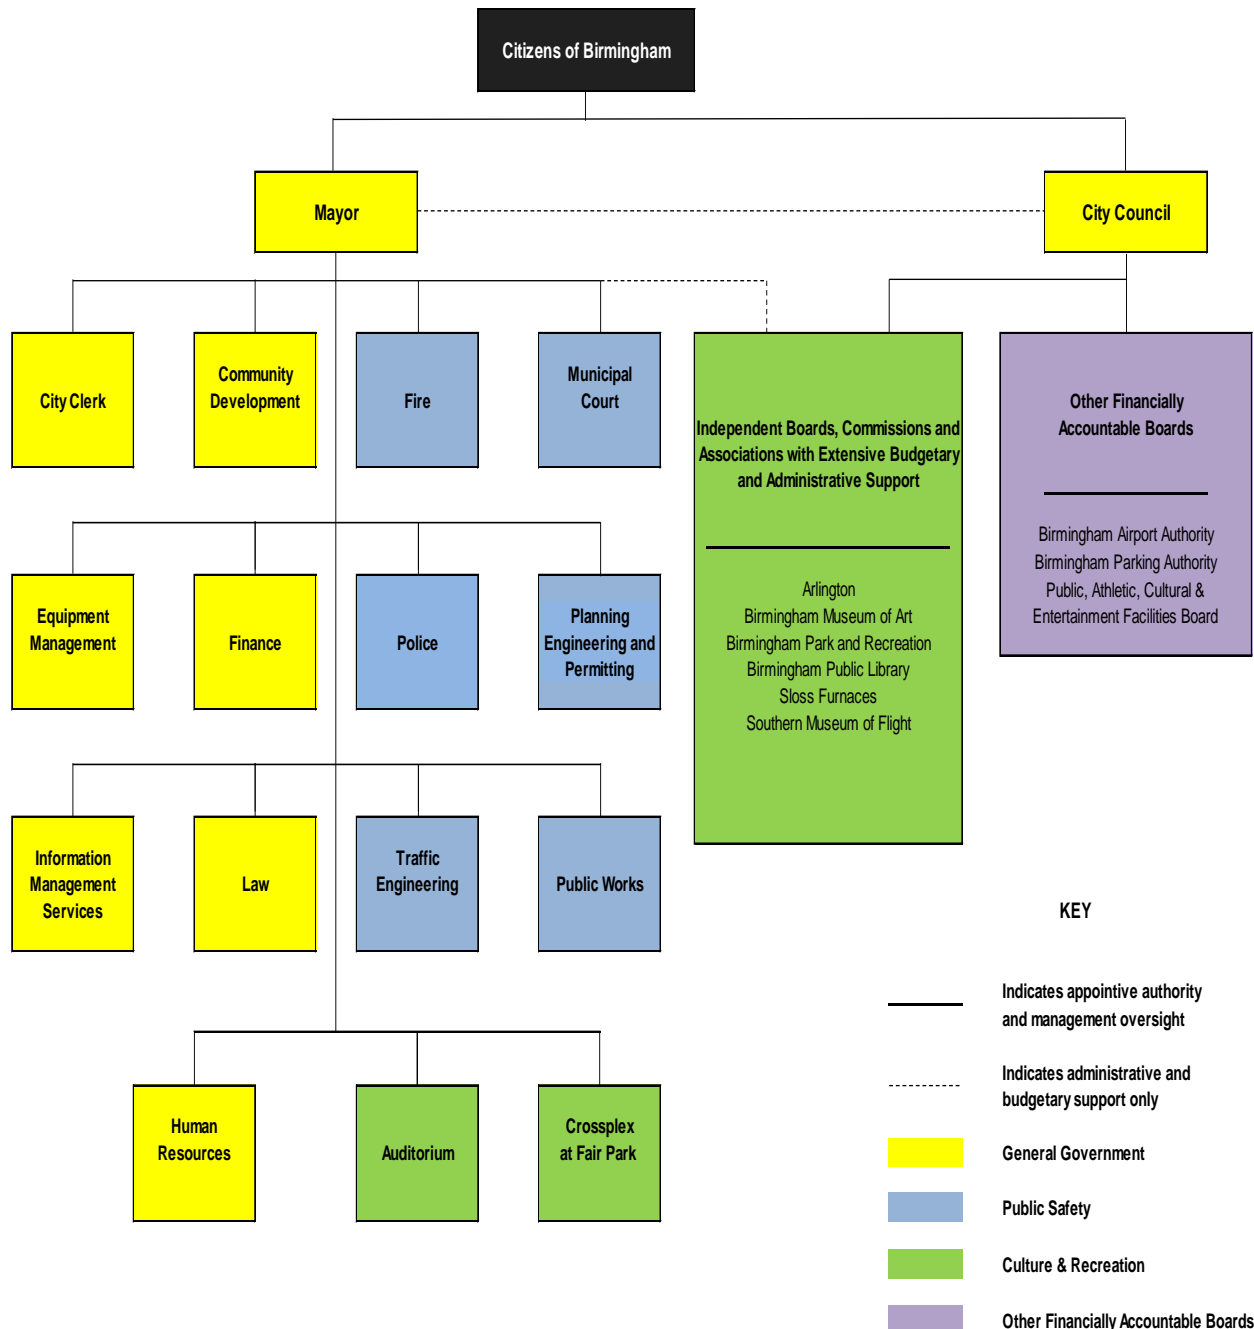 Citizens of Birmingham
Mayor
City Council
City Clerk
Community
Development
Fire
Municipal
Court
Independent Boards, Commissions and
Associations with Extensive Budgetary
and Administrative Support
Arlington
Birmingham Museum of Art
Birmingham Park and Recreation
Birmingham Public Library
Sloss Furnaces
Southern Museum of Flight
Other Financially
Accountable Boards
Birmingham Airport Authority
Birmingham Parking Authority
Public, Athletic, Cultural &
Entertainment Facilities Board
Equipment
Management
Finance
Police
Planning
Engineering and
Permitting
Information
Management
Services
Law
Traffic
Engineering
Public Works
Human
Resources
Auditorium
Crossplex
at Fair Park
KEY
Indicates appointive authority
and management oversight
Indicates administrative and
budgetary support only
General Government
Public Safety
Culture & Recreation
Other Financially Accountable Boards